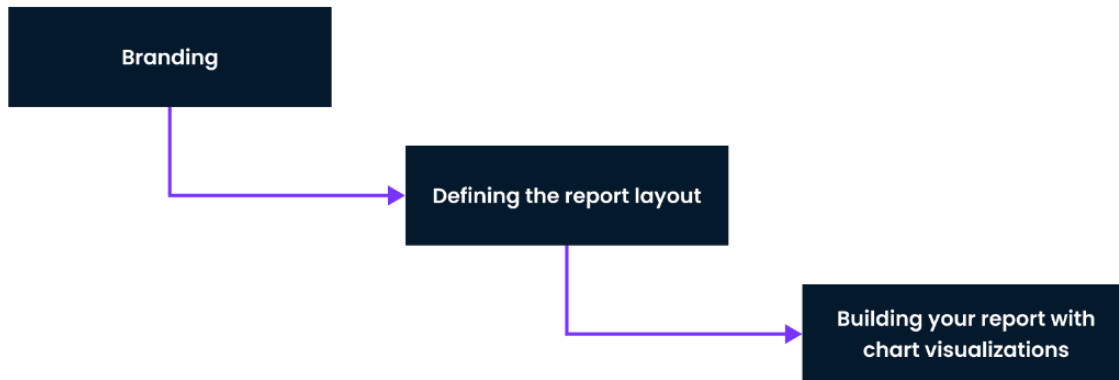 Branding
Defining the report layout
Building your report with
chart visualizations